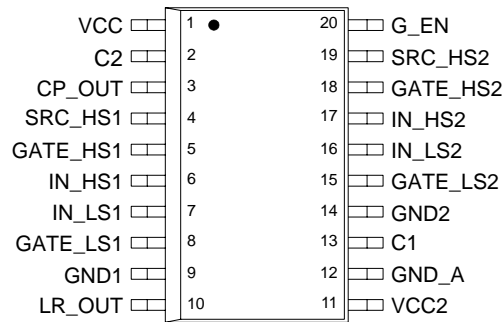 VCC 1 20 G_EN
C2 2 19 SRC_HS2
CP_OUT 3 18 GATE_HS2
SRC_HS1 4 17 IN_HS2
GATE_HS1 5 16 IN_LS2
IN_HS1 6 15 GATE_LS2
IN_LS1 7 14 GND2
GATE_LS1 8 13 C1
GND1 9 12 GND_A
LR_OUT 10 11 VCC2